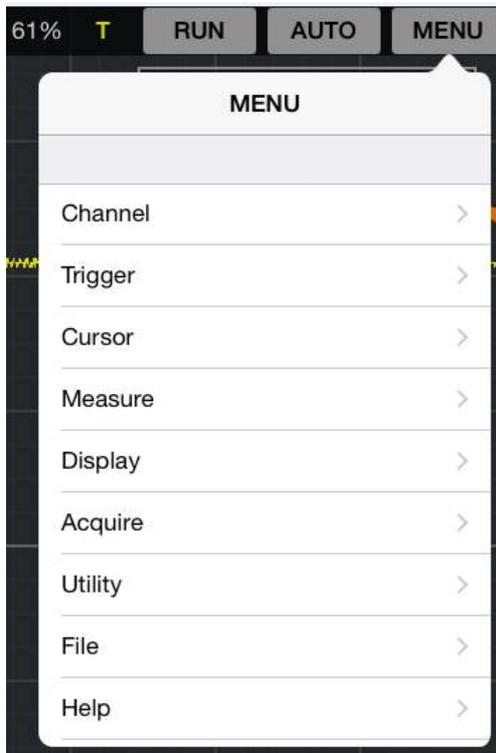 61% T RUN AUTO MENU
MENU
Channel
Trigger
Cursor
Measure
Display
Acquire
Utility
File
Help